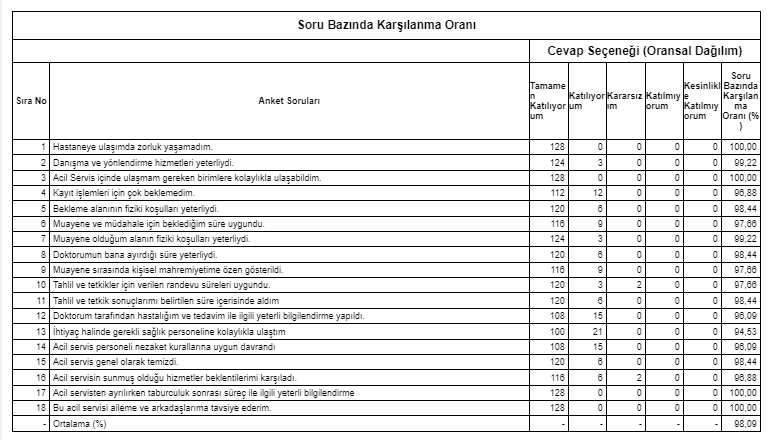 Soru Bazında Karşılanma Oranı
Cevap Seçeneği (Oransal Dağılım)
Sıra No Anket Soruları Tamamen Katılıyorum Katılıyorum Kararsızım Katılmıyorum Kesinlikle Katılmıyorum Soru Bazında Karşılanma Oranı (%)
1 Hastaneye ulaşımda zorluk yaşamadım. 128 0 0 0 0 100,00
2 Danışma ve yönlendirme hizmetleri yeterliydi. 124 3 0 0 0 99,22
3 Acil Servis içinde ulaşmam gereken birimlere kolaylıkla ulaşabildim. 128 0 0 0 0 100,00
4 Kayıt işlemleri için çok beklemedim. 112 12 0 0 0 96,88
5 Bekleme alanının fiziki koşulları yeterliydi. 120 6 0 0 0 98,44
6 Muayene ve müdahale için beklediğim süre uygundu. 116 9 0 0 0 97,66
7 Muayene olduğum alanın fiziki koşulları yeterliydi. 124 3 0 0 0 99,22
8 Doktorumun bana ayırdığı süre yeterliydi. 120 6 0 0 0 98,44
9 Muayene sırasında kişisel mahremiyetime özen gösterildi. 116 9 0 0 0 97,66
10 Tahlil ve tetkikler için verilen randevu süreleri uygundu. 120 3 2 0 0 97,66
11 Tahlil ve tetkik sonuçlarımı belirtilen süre içerisinde aldım 120 6 0 0 0 98,44
12 Doktorum tarafından hastalığım ve tedavim ile ilgili yeterli bilgilendirme yapıldı. 108 15 0 0 0 96,09
13 İhtiyaç halinde gerekli sağlık personeline kolaylıkla ulaştım 100 21 0 0 0 94,53
14 Acil servis personeli nezaket kurallarına uygun davrandı 108 15 0 0 0 96,09
15 Acil servis genel olarak temizdi. 120 6 0 0 0 98,44
16 Acil servisin sunmuş olduğu hizmetler beklentilerimi karşıladı. 116 6 2 0 0 96,88
17 Acil servisten ayrılırken taburculuk sonrası süreç ile ilgili yeterli bilgilendirme 128 0 0 0 0 100,00
18 Bu acil servisi aileme ve arkadaşlarıma tavsiye ederim. 128 0 0 0 0 100,00
- Ortalama (%) - - - - - 98,09